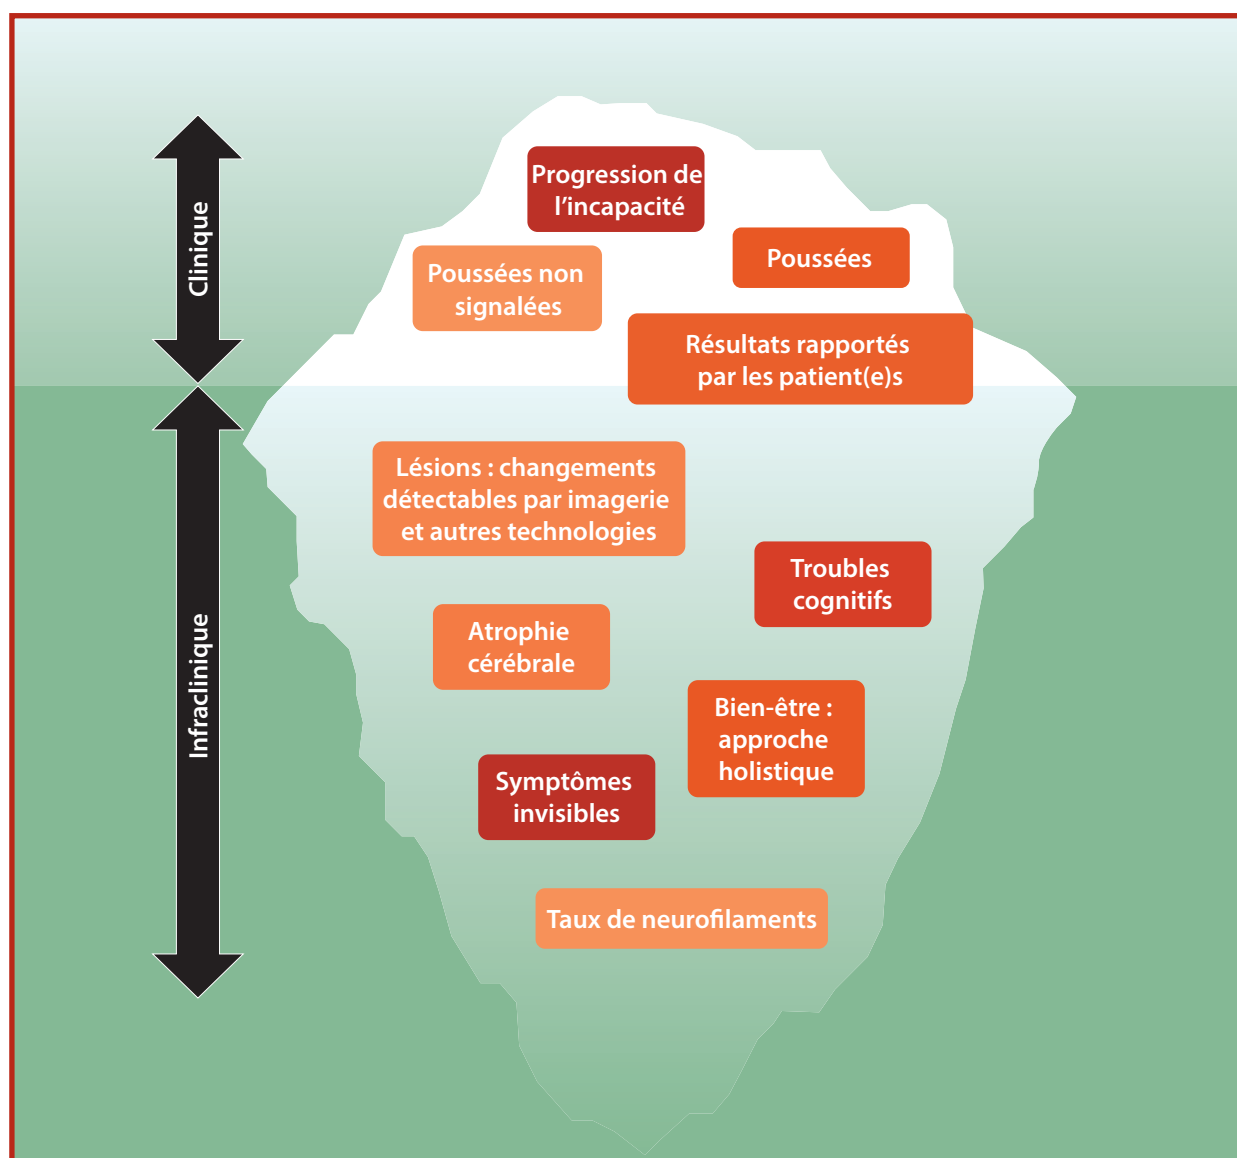 Clinique
Progression de
l’incapacité
Poussées
Poussées non
signalées
Résultats rapportés
par les patient(e)s
Infraclinique
Lésions : changements
détectables par imagerie
et autres technologies
Troubles
cognitifs
Atrophie
cérébrale
Bien-être :
approche
holistique
Symptômes
invisibles
Taux de neurofilaments